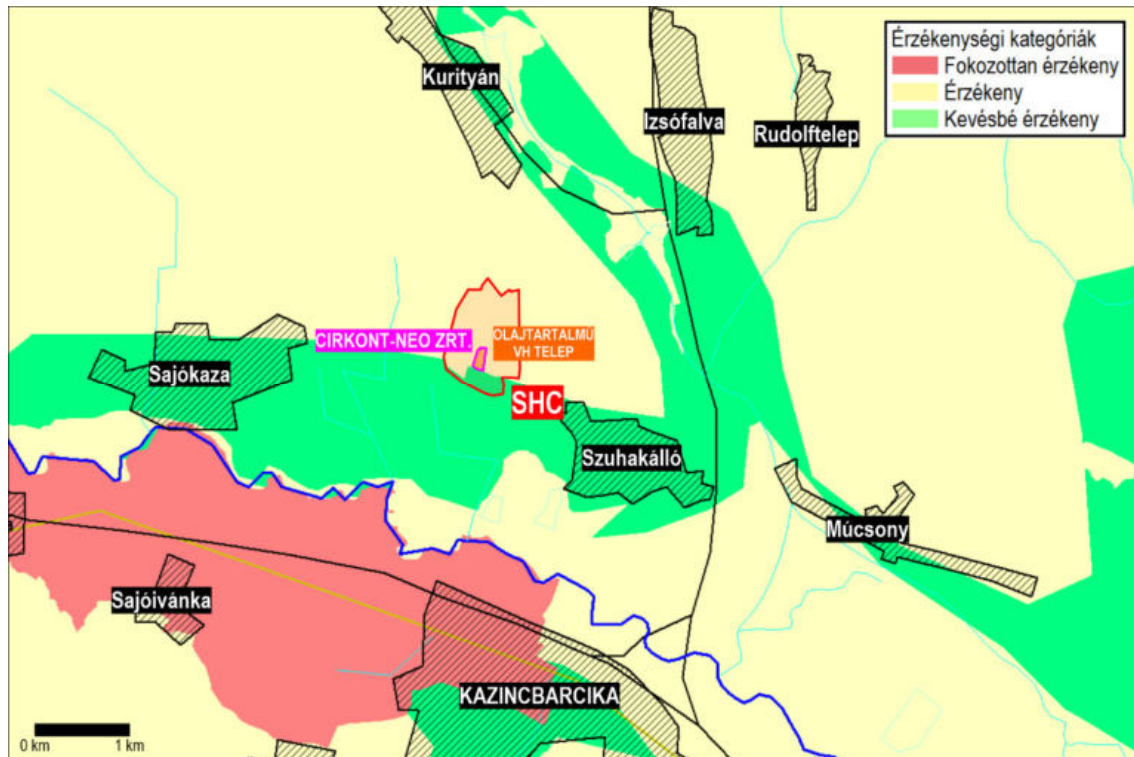 Érzékenységi kategóriák
Fokozottan érzékeny
Érzékeny
Kevésbé érzékeny
Kurityán
Izsófalva
Rudolftelep
CIRKONT-NEO ZRT.
OLAJTARTALMÚ
VH TELEP
Sajókaza
SHC
Szuhakálló
Múcsony
Sajóivánka
KAZINCBARCIKA
0 km 1 km